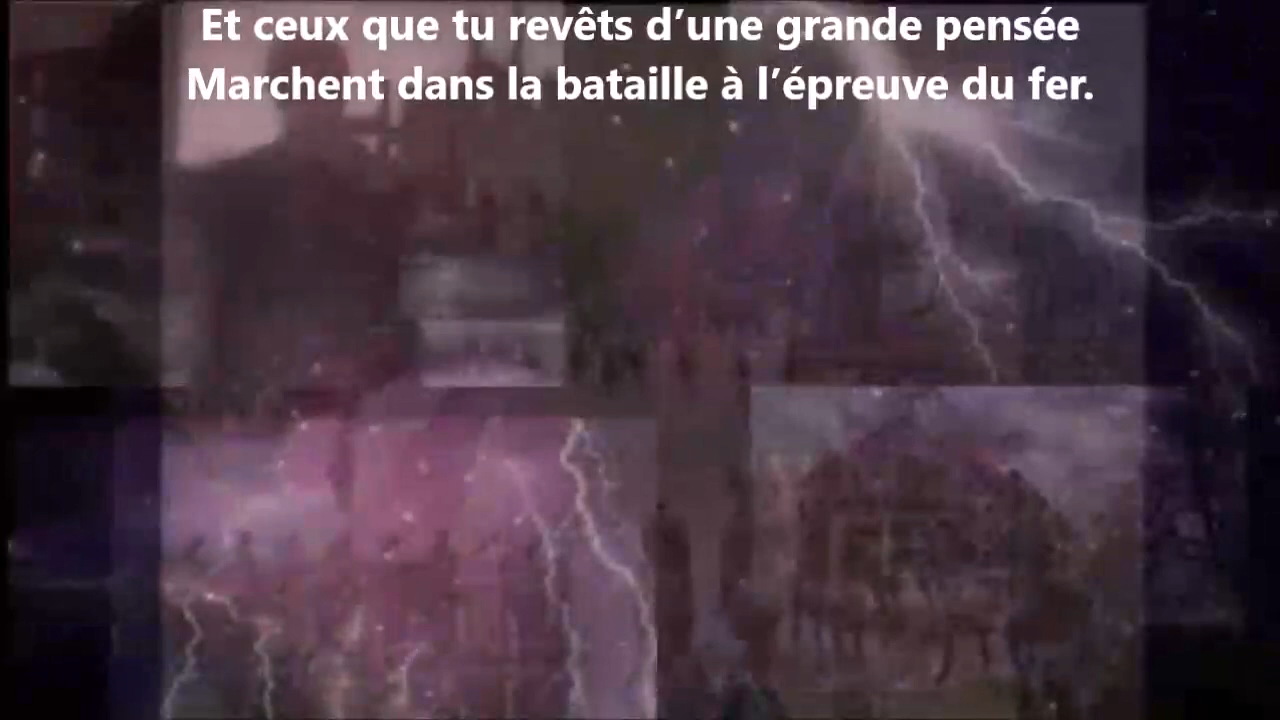 Et ceux que tu revêts d’une grande pensée
Marchent dans la bataille à l’épreuve du fer.